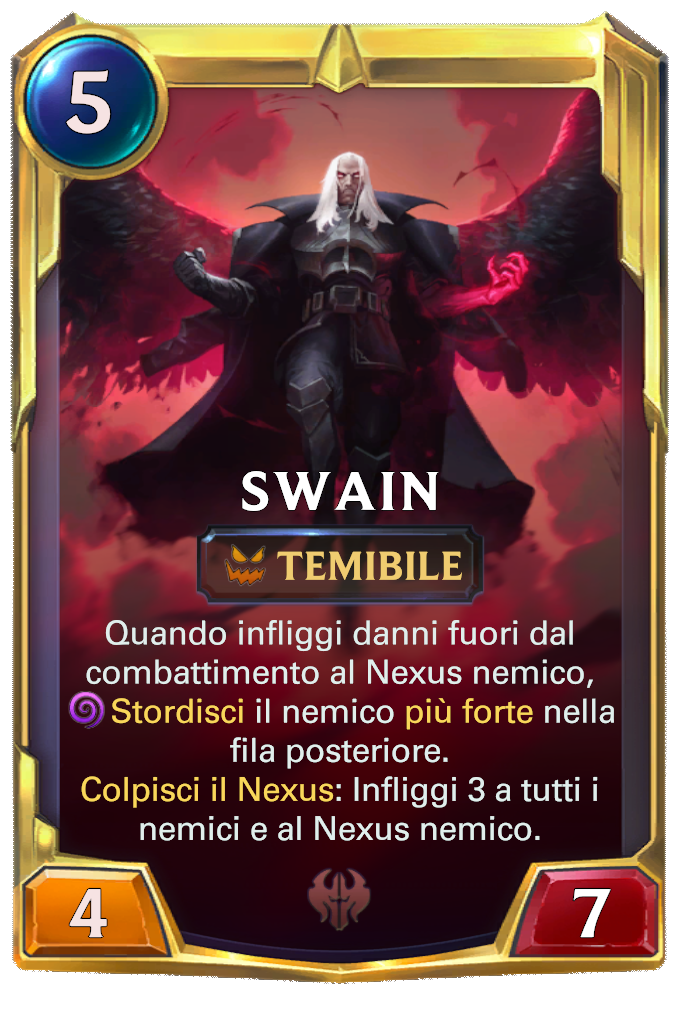 5
SWAIN
TEMIBILE
Quando infliggi danni fuori dal
combattimento al Nexus nemico,
Stordisci il nemico più forte nella
fila posteriore.
Colpisci il Nexus: Infliggi 3 a tutti i
nemici e al Nexus nemico.
4
7